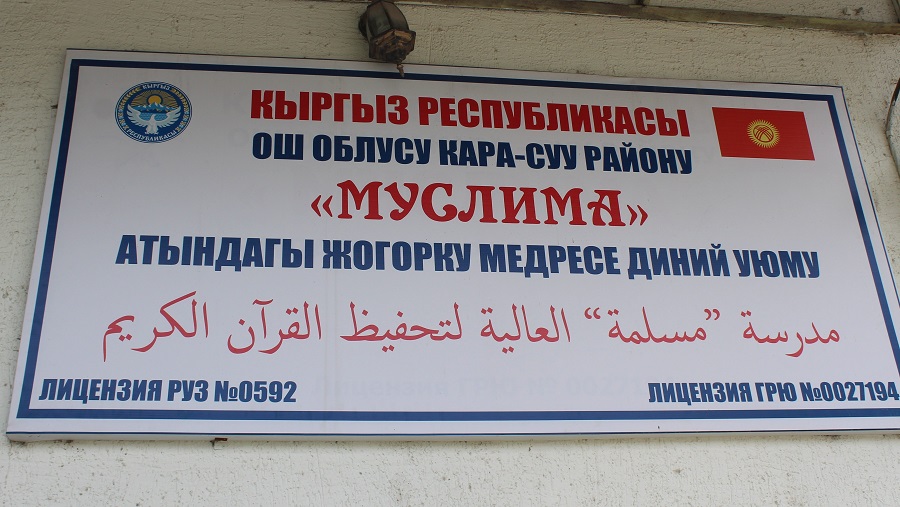 КЫРГЫЗ РЕСПУБЛИКАСЫ
ОШ ОБЛУСУ КАРА-СУУ РАЙОНУ
«МУСЛИМА»
АТЫНДАГЫ ЖОГОРКУ МЕДРЕСЕ ДИНИЙ УЮМУ
مدرسة ”مسلمة“ العالية لتحفيظ القرآن الكريم
ЛИЦЕНЗИЯ РУЗ №0592
ЛИЦЕНЗИЯ ГРЮ №0027194